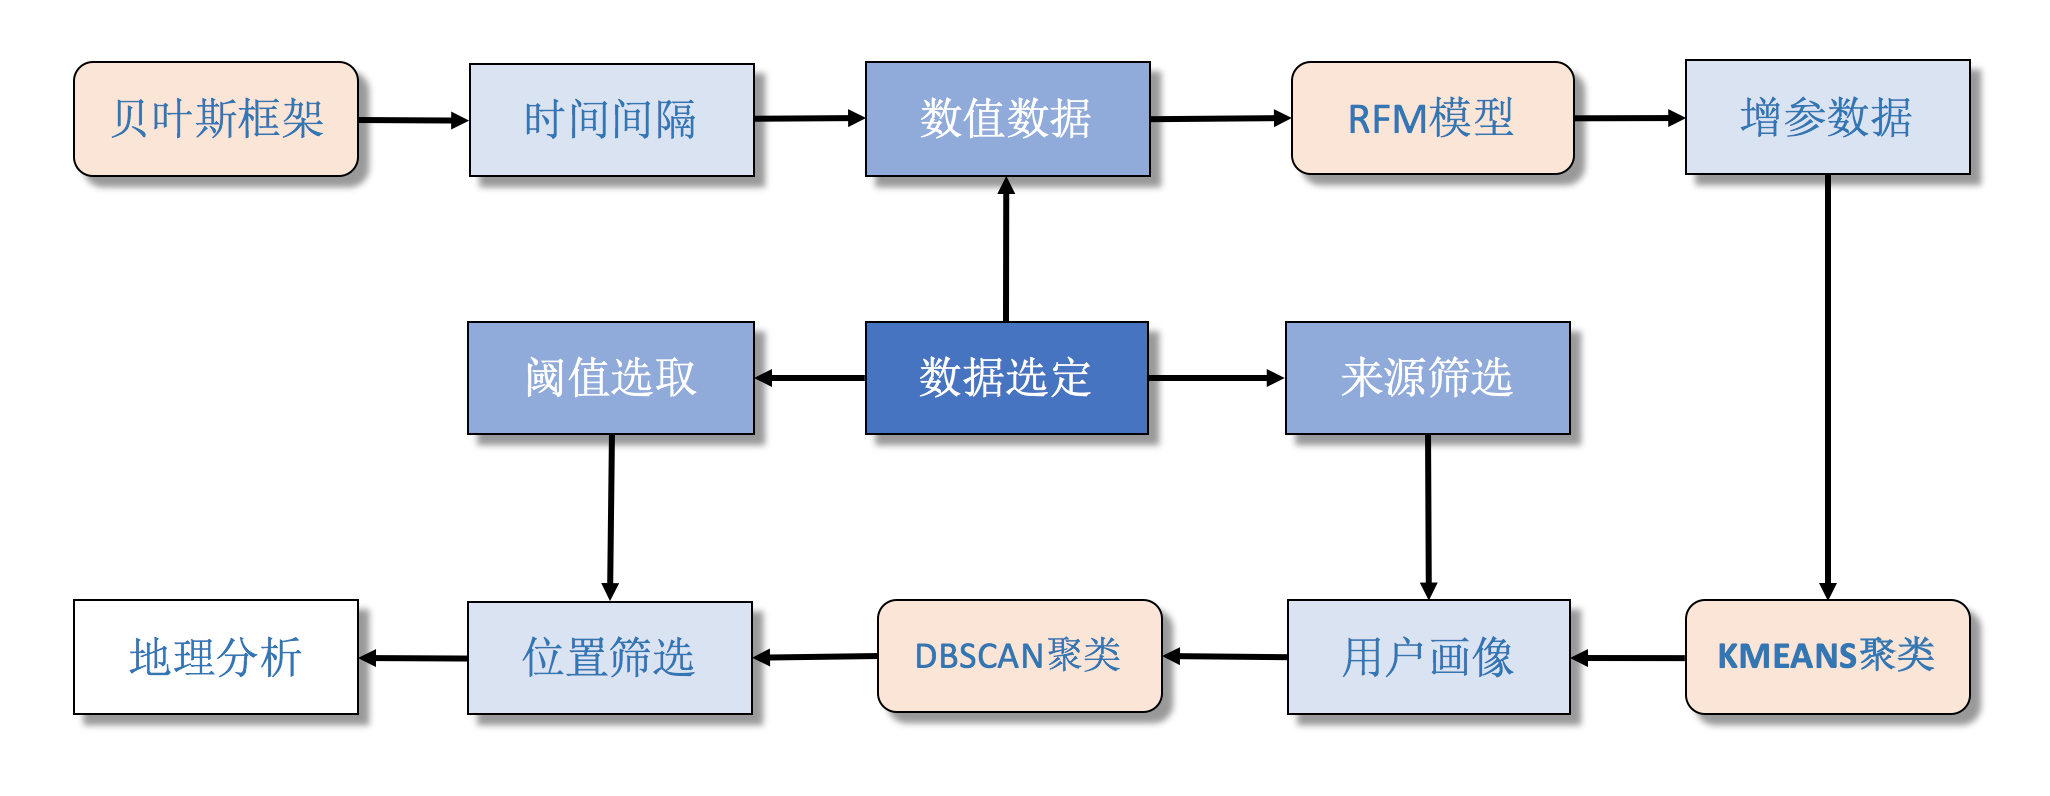 贝叶斯框架
时间间隔
数值数据
RFM模型
增参数据
阈值选取
数据选定
来源筛选
地理分析
位置筛选
DBSCAN聚类
用户画像
KMEANS聚类